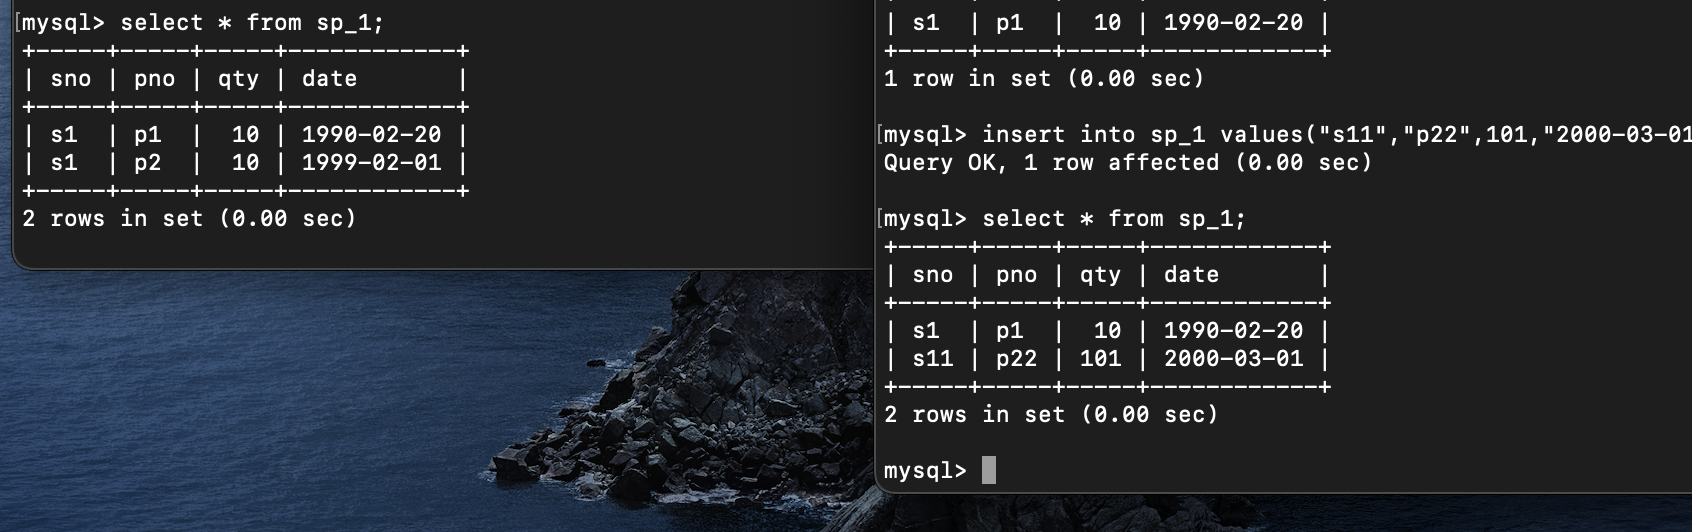 mysql> select * from sp_1;
+-----+-----+-----+------------+
| sno | pno | qty | date       |
+-----+-----+-----+------------+
| s1  | p1  |  10 | 1990-02-20 |
| s1  | p2  |  10 | 1999-02-01 |
+-----+-----+-----+------------+
2 rows in set (0.00 sec)
| s1  | p1  |  10 | 1990-02-20 |
+-----+-----+-----+------------+
1 row in set (0.00 sec)
mysql> insert into sp_1 values("s11","p22",101,"2000-03-01
Query OK, 1 row affected (0.00 sec)
mysql> select * from sp_1;
+-----+-----+-----+------------+
| sno | pno | qty | date       |
+-----+-----+-----+------------+
| s1  | p1  |  10 | 1990-02-20 |
| s11 | p22 | 101 | 2000-03-01 |
+-----+-----+-----+------------+
2 rows in set (0.00 sec)
mysql>